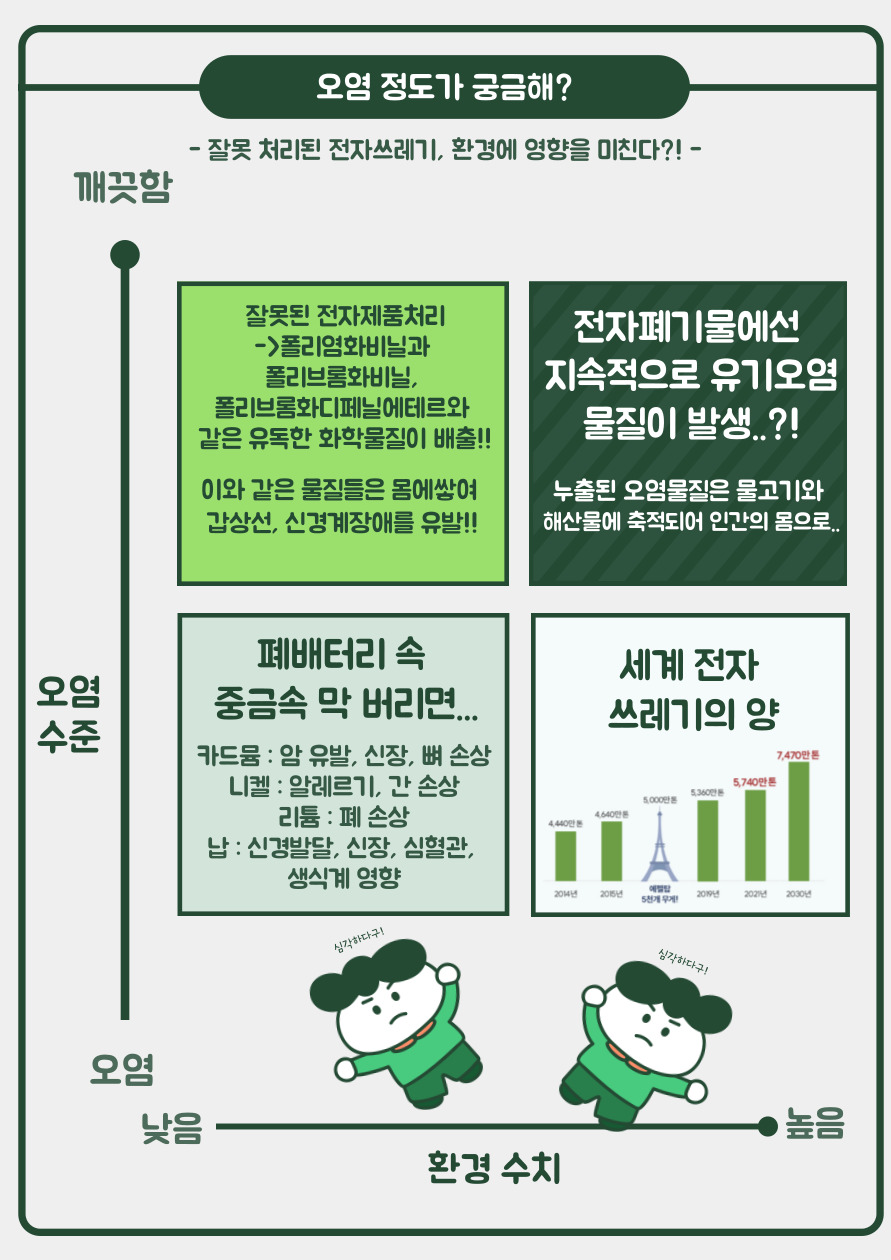 오염 정도가 궁금해?
- 잘못 처리된 전자쓰레기, 환경에 영향을 미친다?! -
깨끗함
잘못된 전자제품처리
->폴리염화비닐과
폴리브롬화비닐,
폴리브롬화디페닐에테르와
같은 유독한 화학물질이 배출!!
이와 같은 물질들은 몸에쌓여
갑상선, 신경계장애를 유발!!
전자폐기물에선
지속적으로 유기오염
물질이 발생..?!
누출된 오염물질은 물고기와
해산물에 축적되어 인간의 몸으로..
오염
수준
폐배터리 속
중금속 막 버리면...
카드뮴 : 암 유발, 신장, 뼈 손상
니켈 : 알레르기, 간 손상
리튬 : 폐 손상
납 : 신경발달, 신장, 심혈관,
생식계 영향
세계 전자
쓰레기의 양
4,440만톤
4,640만톤
5,000만톤
5,360만톤
5,740만톤
7,470만톤
2014년
2015년
에펠탑
5천개 무게!
2019년
2021년
2030년
심각하다구!
심각하다구!
오염
낮음
높음
환경 수치